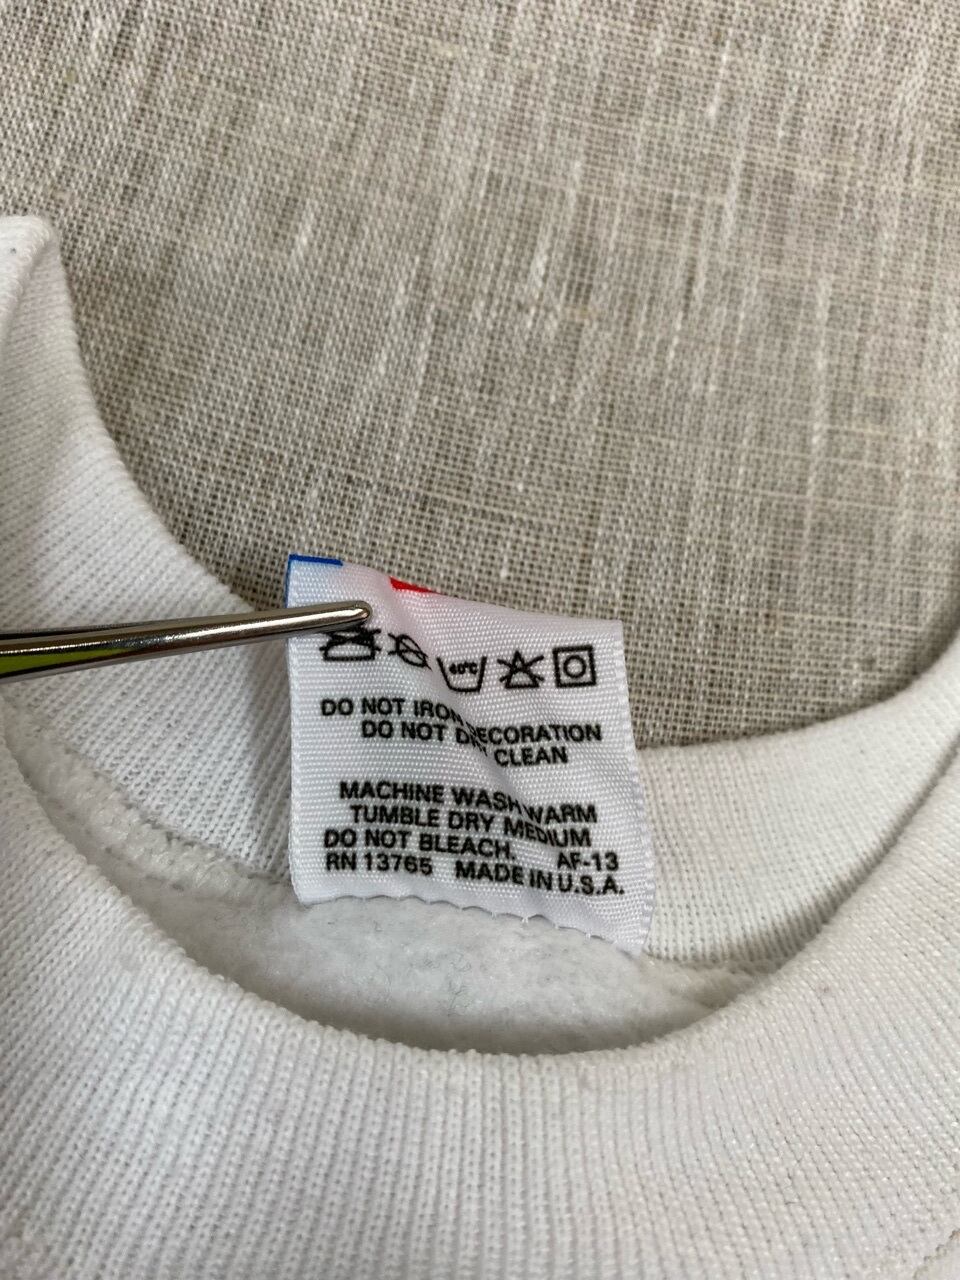 40°C
DO NOT IRON DECORATION
DO NOT DRY CLEAN
MACHINE WASH WARM
TUMBLE DRY MEDIUM
DO NOT BLEACH. AF-13
RN 13765 MADE IN U.S.A.